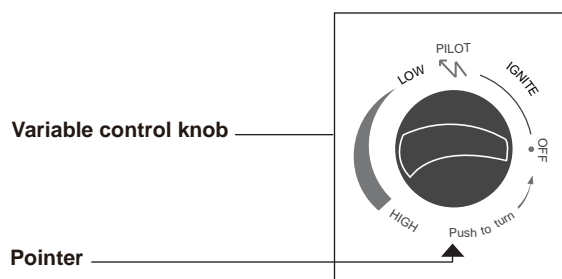 PILOT
LOW
IGNITE
Variable control knob
OFF
HIGH
Push to turn
Pointer